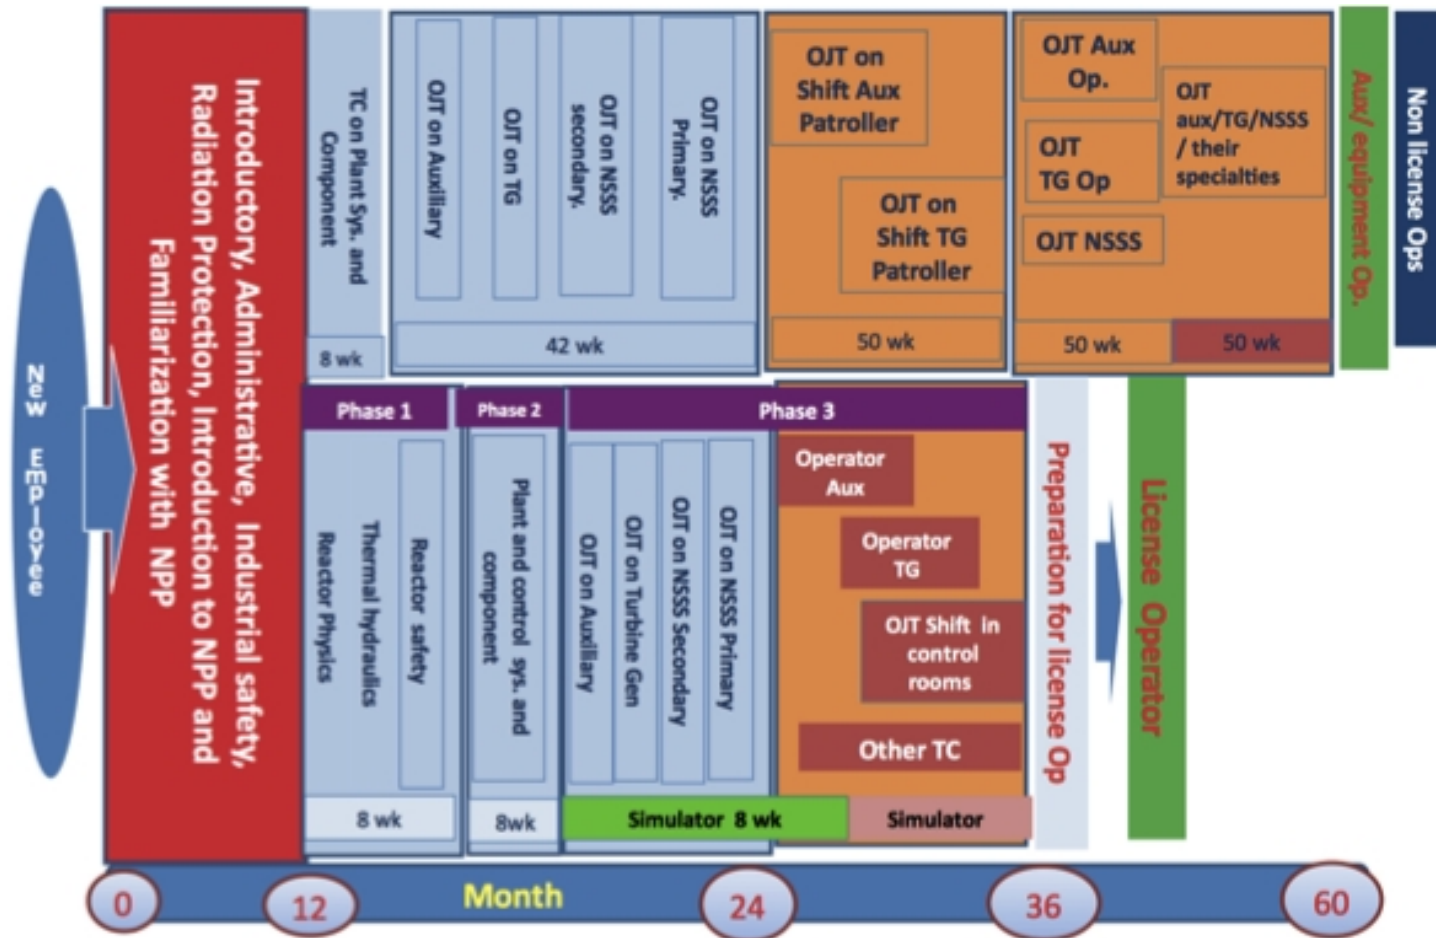 New Employee
Introductory, Administrative, Industrial safety,
Radiation Protection, Introduction to NPP and
Familiarization with NPP
TC on Plant Sys. and
Component
8 wk
OJT on Auxiliary
OJT on TG
OJT on NSSS
secondary.
OJT on NSSS
Primary.
42 wk
OJT on
Shift Aux
Patroller
OJT on
Shift TG
Patroller
50 wk
OJT Aux
Op.
OJT
TG Op
OJT NSSS
OJT
aux/TG/NSSS
/ their
specialties
50 wk
50 wk
Aux/ equipment Op.
Non license Ops
Phase 1
Reactor safety
Thermal hydraulics
Reactor Physics
8 wk
Phase 2
Plant and control sys. and
component
8wk
Phase 3
OJT on Auxiliary
OJT on Turbine Gen
OJT on NSSS Secondary
OJT on NSSS Primary
Operator
Aux
Operator
TG
OJT Shift in
control
rooms
Other TC
Simulator 8 wk
Simulator
Preparation for license Op
License Operator
0
12
Month
24
36
60